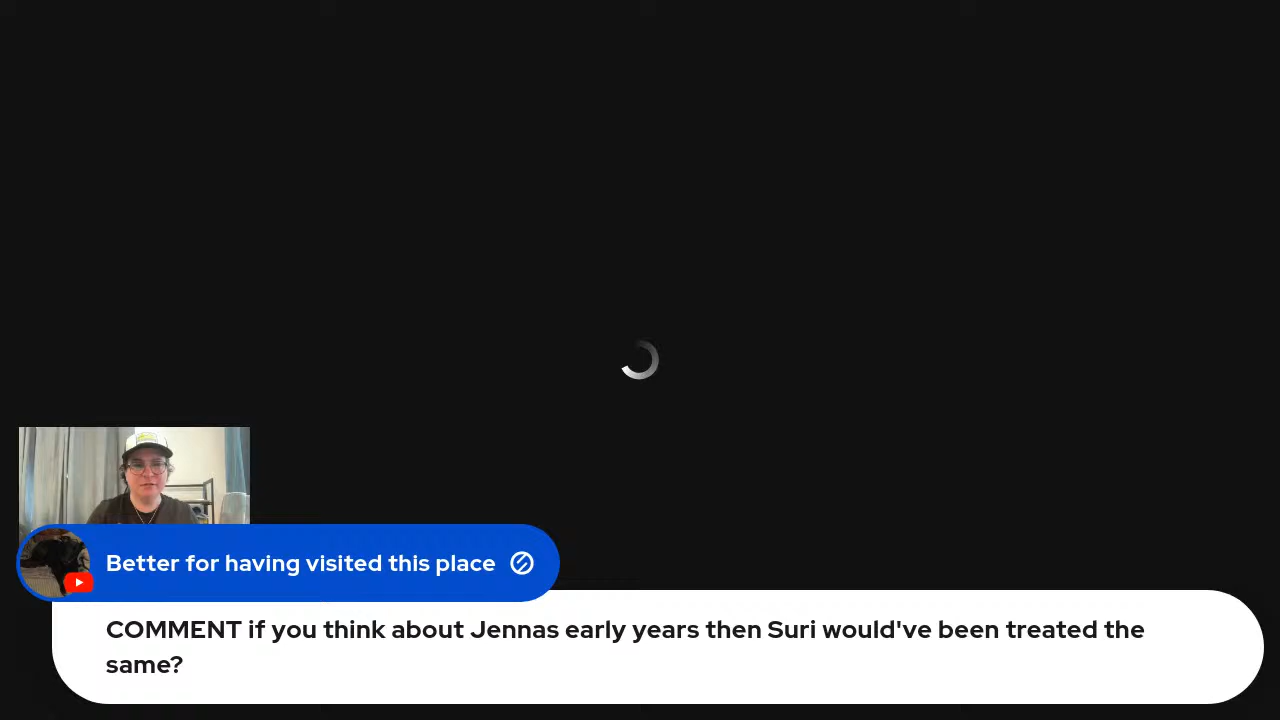 Better for having visited this place
COMMENT if you think about Jennas early years then Suri would've been treated the
same?